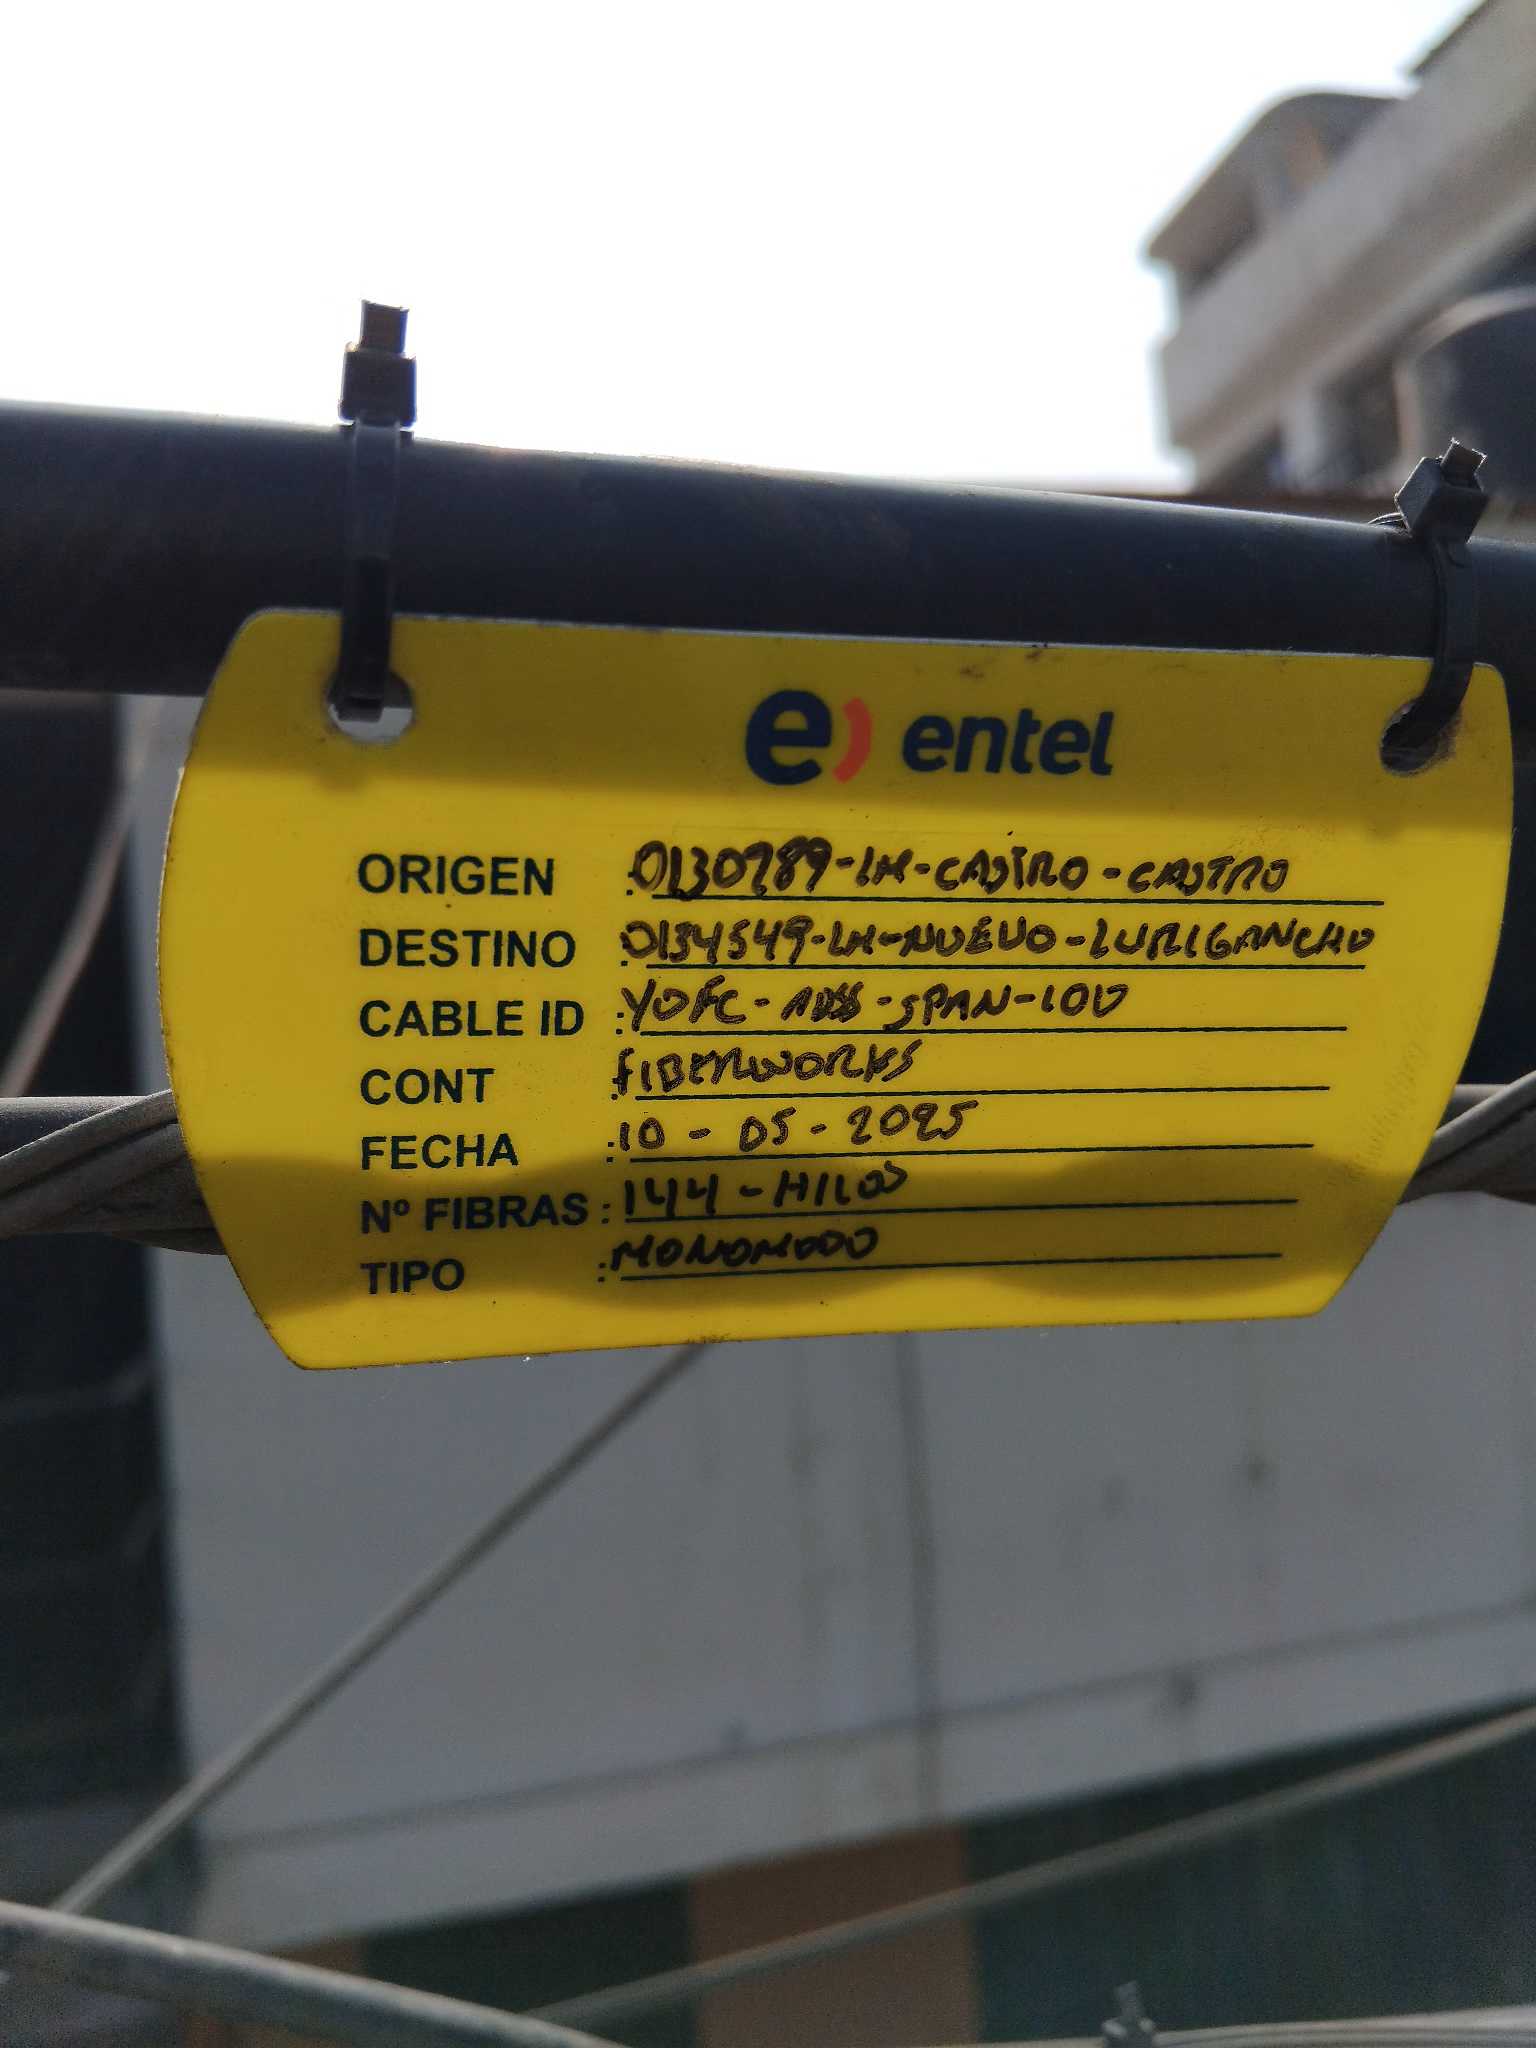 e) entel
ORIGEN : 0130789-LM-CASTRO-CASTRO
DESTINO : 0134549-LM-NUEVO-LURIGANCHO
CABLE ID : YOFC-ADSS-SPAN-100
CONT : FIBERWORKS
FECHA : 10-05-2025
Nº FIBRAS : 144-HILOS
TIPO : MONOMODO